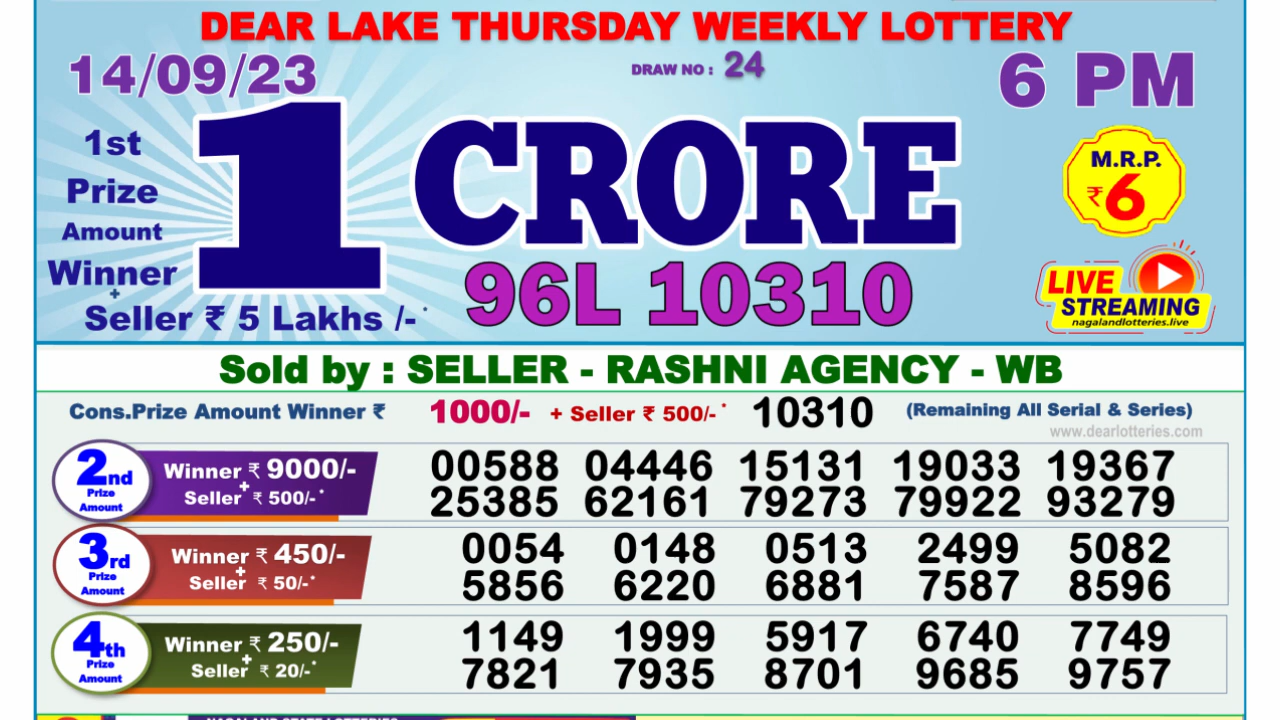 DEAR LAKE THURSDAY WEEKLY LOTTERY
14/09/23
DRAW NO : 24
6 PM
1st
Prize
Amount
Winner
+
Seller ₹ 5 Lakhs /-*
1 CRORE
96L 10310
M.R.P.
₹6
LIVE
STREAMING
nagalandlotteries.live
Sold by : SELLER - RASHNI AGENCY - WB
Cons.Prize Amount Winner ₹ 1000/- + Seller ₹ 500/-* 10310 (Remaining All Serial & Series)
www.dearlotteries.com
2nd
Prize
Amount
Winner ₹ 9000/-
+
Seller ₹ 500/-*
00588 04446 15131 19033 19367
25385 62161 79273 79922 93279
3rd
Prize
Amount
Winner ₹ 450/-
+
Seller ₹ 50/-*
0054 0148 0513 2499 5082
5856 6220 6881 7587 8596
4th
Prize
Amount
Winner ₹ 250/-
+
Seller ₹ 20/-*
1149 1999 5917 6740 7749
7821 7935 8701 9685 9757
NAGALAND STATE LOTTERIES